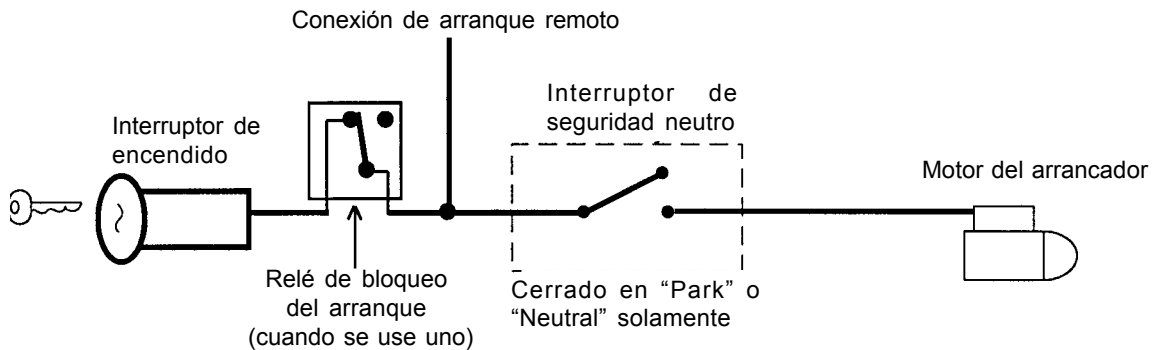 Conexión de arranque remoto
Interruptor de
encendido
Interruptor de
seguridad neutro
Motor del arrancador
Relé de bloqueo
del arranque
(cuando se use uno)
Cerrado en “Park” o
“Neutral” solamente